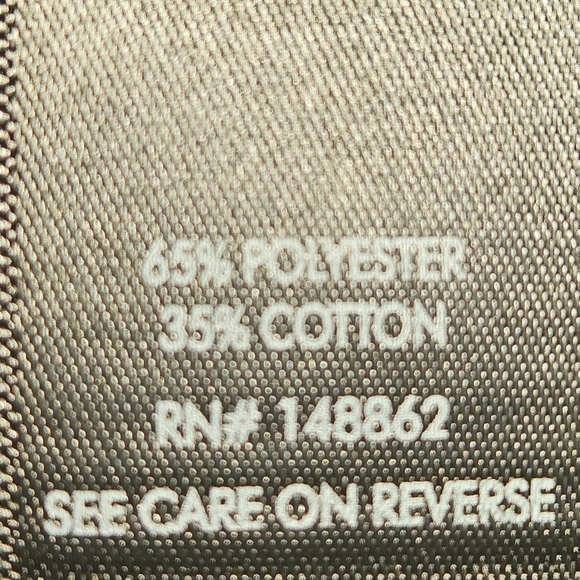 65% POLYESTER
35% COTTON
RN# 148862
SEE CARE ON REVERSE